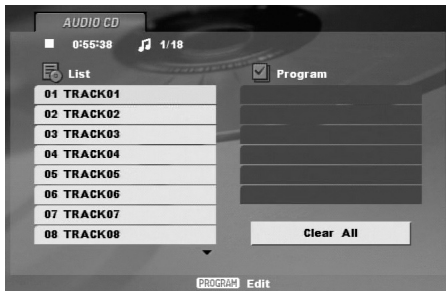 AUDIO CD
0:55:38 1/18
List
Program
01 TRACK01
02 TRACK02
03 TRACK03
04 TRACK04
05 TRACK05
06 TRACK06
07 TRACK07
08 TRACK08
Clear All
PROGRAM Edit